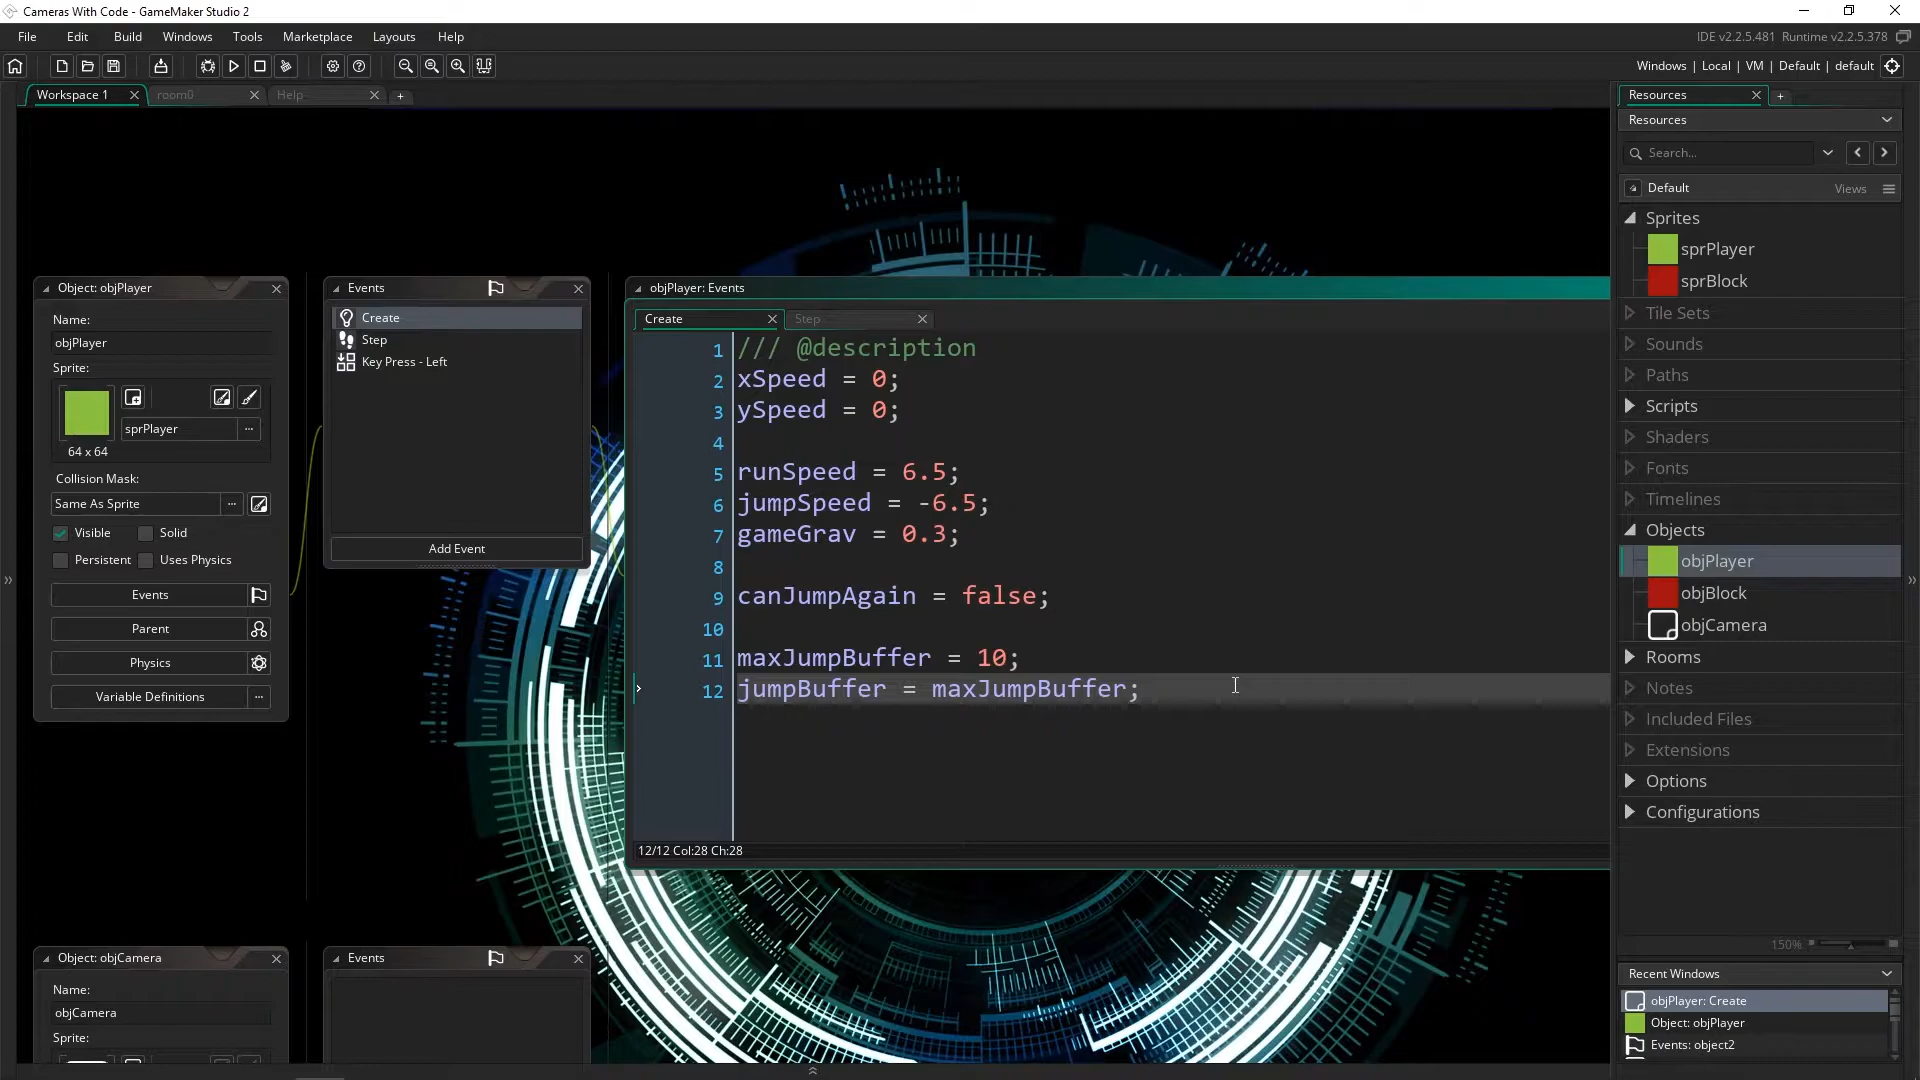 Cameras With Code - GameMaker Studio 2
File Edit Build Windows Tools Marketplace Layouts Help
IDE v2.2.5.481 Runtime v2.2.5.378
Windows | Local | VM | Default | default
Workspace 1
room0
Help
Resources
Resources
Search...
Default
Views
Sprites
sprPlayer
sprBlock
Tile Sets
Sounds
Paths
Scripts
Shaders
Fonts
Timelines
Objects
objPlayer
objBlock
objCamera
Rooms
Notes
Included Files
Extensions
Options
Configurations
150%
Recent Windows
objPlayer: Create
Object: objPlayer
Events: object2
Object: objPlayer
Name:
objPlayer
Sprite:
sprPlayer
64 x 64
Collision Mask:
Same As Sprite
Visible Solid
Persistent Uses Physics
Events
Parent
Physics
Variable Definitions
Events
Create
Step
Key Press - Left
Add Event
objPlayer: Events
Create
Step
1 /// @description
2 xSpeed = 0;
3 ySpeed = 0;
4
5 runSpeed = 6.5;
6 jumpSpeed = -6.5;
7 gameGrav = 0.3;
8
9 canJumpAgain = false;
10
11 maxJumpBuffer = 10;
12 jumpBuffer = maxJumpBuffer;
12/12 Col:28 Ch:28
Object: objCamera
Name:
objCamera
Sprite:
Events